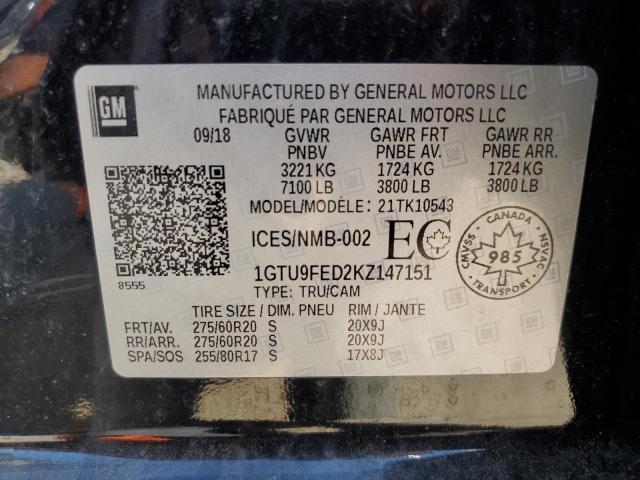 GM
MANUFACTURED BY GENERAL MOTORS LLC
FABRIQUÉ PAR GENERAL MOTORS LLC
09/18 GVWR GAWR FRT GAWR RR
PNBV PNBE AV. PNBE ARR.
3221 KG 1724 KG 1724 KG
7100 LB 3800 LB 3800 LB
MODEL/MODÈLE: 21TK10543
ICES/NMB-002 EC
CANADA
CMVSS 985 NSVAC
TRANSPORT
8555
1GTU9FED2KZ147151
TYPE: TRU/CAM
TIRE SIZE / DIM. PNEU RIM / JANTE
FRT/AV. 275/60R20 S 20X9J
RR/ARR. 275/60R20 S 20X9J
SPA/SOS 255/80R17 S 17X8J